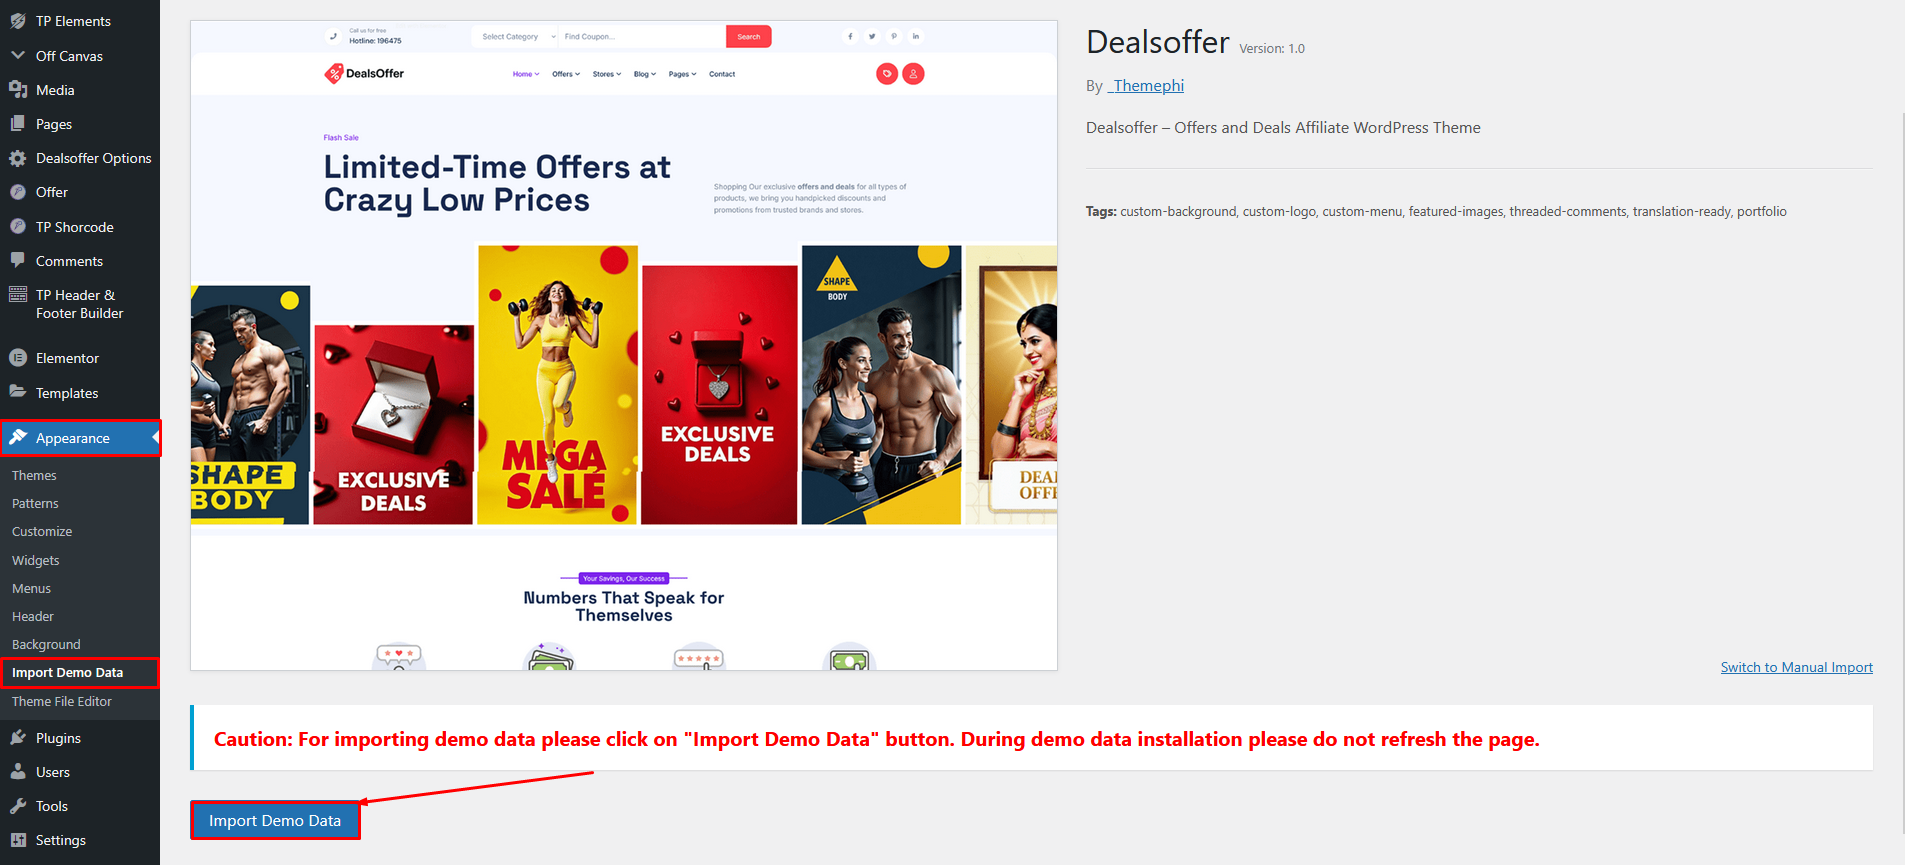 TP Elements
Off Canvas
Media
Pages
Dealsoffer Options
Offer
TP Shorcode
Comments
TP Header &
Footer Builder
Elementor
Templates
Appearance
Themes
Patterns
Customize
Widgets
Menus
Header
Background
Import Demo Data
Theme File Editor
Plugins
Users
Tools
Settings
Call us for free
Hotline: 196475
Select Category
Find Coupon...
Search
DealsOffer
Home Offers Stores Blog Pages Contact
Flash Sale
Limited-Time Offers at
Crazy Low Prices
Shopping Our exclusive offers and deals for all types of
products, we bring you handpicked discounts and
promotions from trusted brands and stores.
SHAPE
BODY
EXCLUSIVE
DEALS
MEGA
SALE
EXCLUSIVE
DEALS
SHAPE
BODY
DEAL
OFFE
Your Savings, Our Success
Numbers That Speak for
Themselves
Dealsoffer Version: 1.0
By _Themephi
Dealsoffer – Offers and Deals Affiliate WordPress Theme
Tags: custom-background, custom-logo, custom-menu, featured-images, threaded-comments, translation-ready, portfolio
Switch to Manual Import
Caution: For importing demo data please click on "Import Demo Data" button. During demo data installation please do not refresh the page.
Import Demo Data